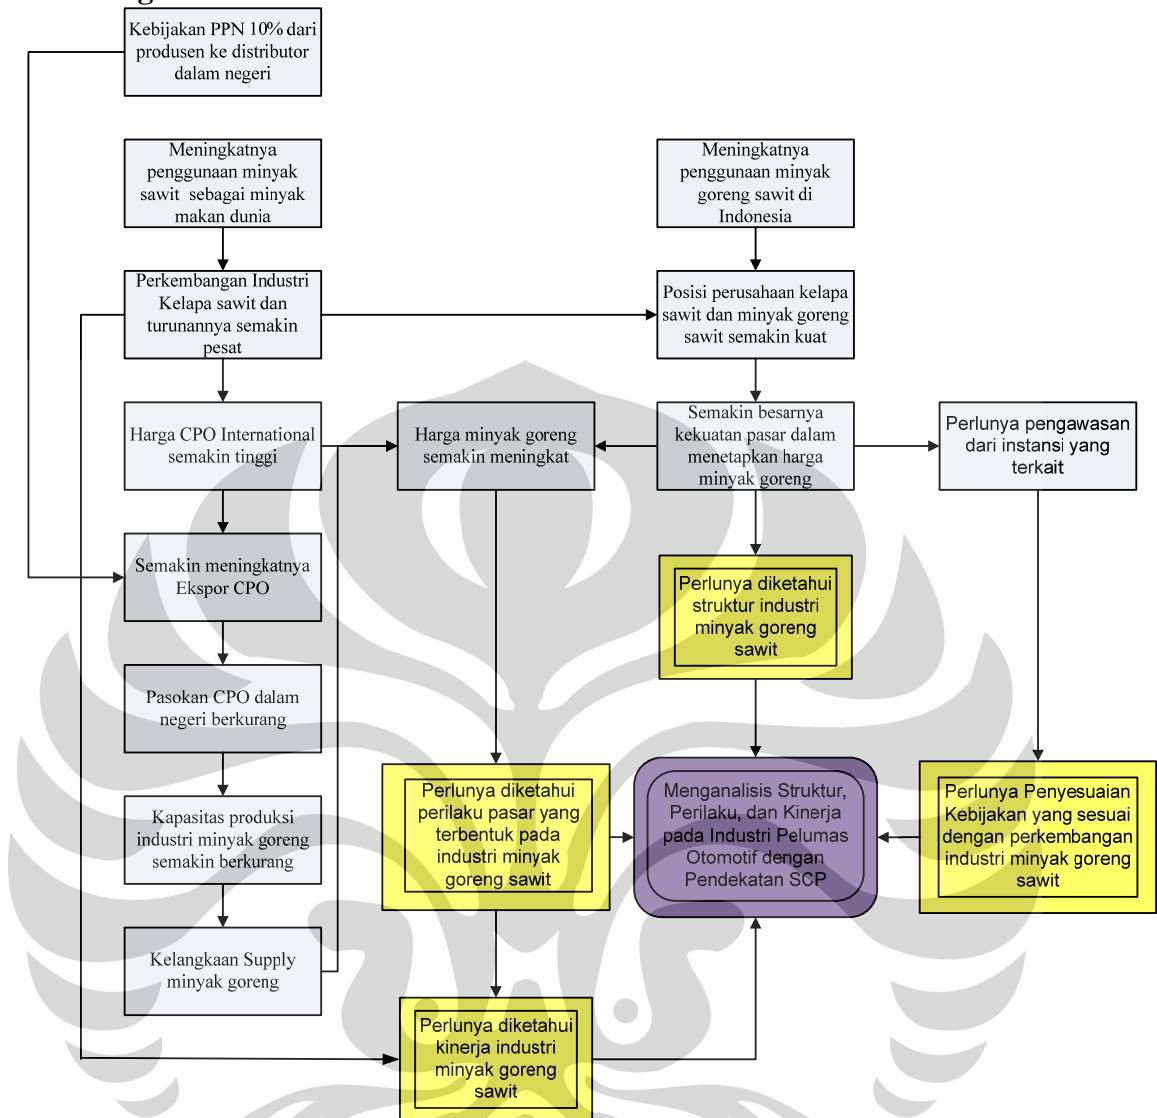 Kebijakan PPN 10% dari
produsen ke distributor
dalam negeri
Meningkatnya
penggunaan minyak
sawit sebagai minyak
makan dunia
Meningkatnya
penggunaan minyak
goreng sawit di
Indonesia
Perkembangan Industri
Kelapa sawit dan
turunannya semakin
pesat
Posisi perusahaan kelapa
sawit dan minyak goreng
sawit semakin kuat
Harga CPO International
semakin tinggi
Harga minyak goreng
semakin meningkat
Semakin besarnya
kekuatan pasar dalam
menetapkan harga
minyak goreng
Perlunya pengawasan
dari instansi yang
terkait
Semakin meningkatnya
Ekspor CPO
Perlunya diketahui
struktur industri
minyak goreng
sawit
Pasokan CPO dalam
negeri berkurang
Kapasitas produksi
industri minyak goreng
semakin berkurang
Perlunya diketahui
perilaku pasar yang
terbentuk pada
industri minyak
goreng sawit
Menganalisis Struktur,
Perilaku, dan Kinerja
pada Industri Pelumas
Otomotif dengan
Pendekatan SCP
Perlunya Penyesuaian
Kebijakan yang sesuai
dengan perkembangan
industri minyak goreng
sawit
Kelangkaan Supply
minyak goreng
Perlunya diketahui
kinerja industri
minyak goreng
sawit